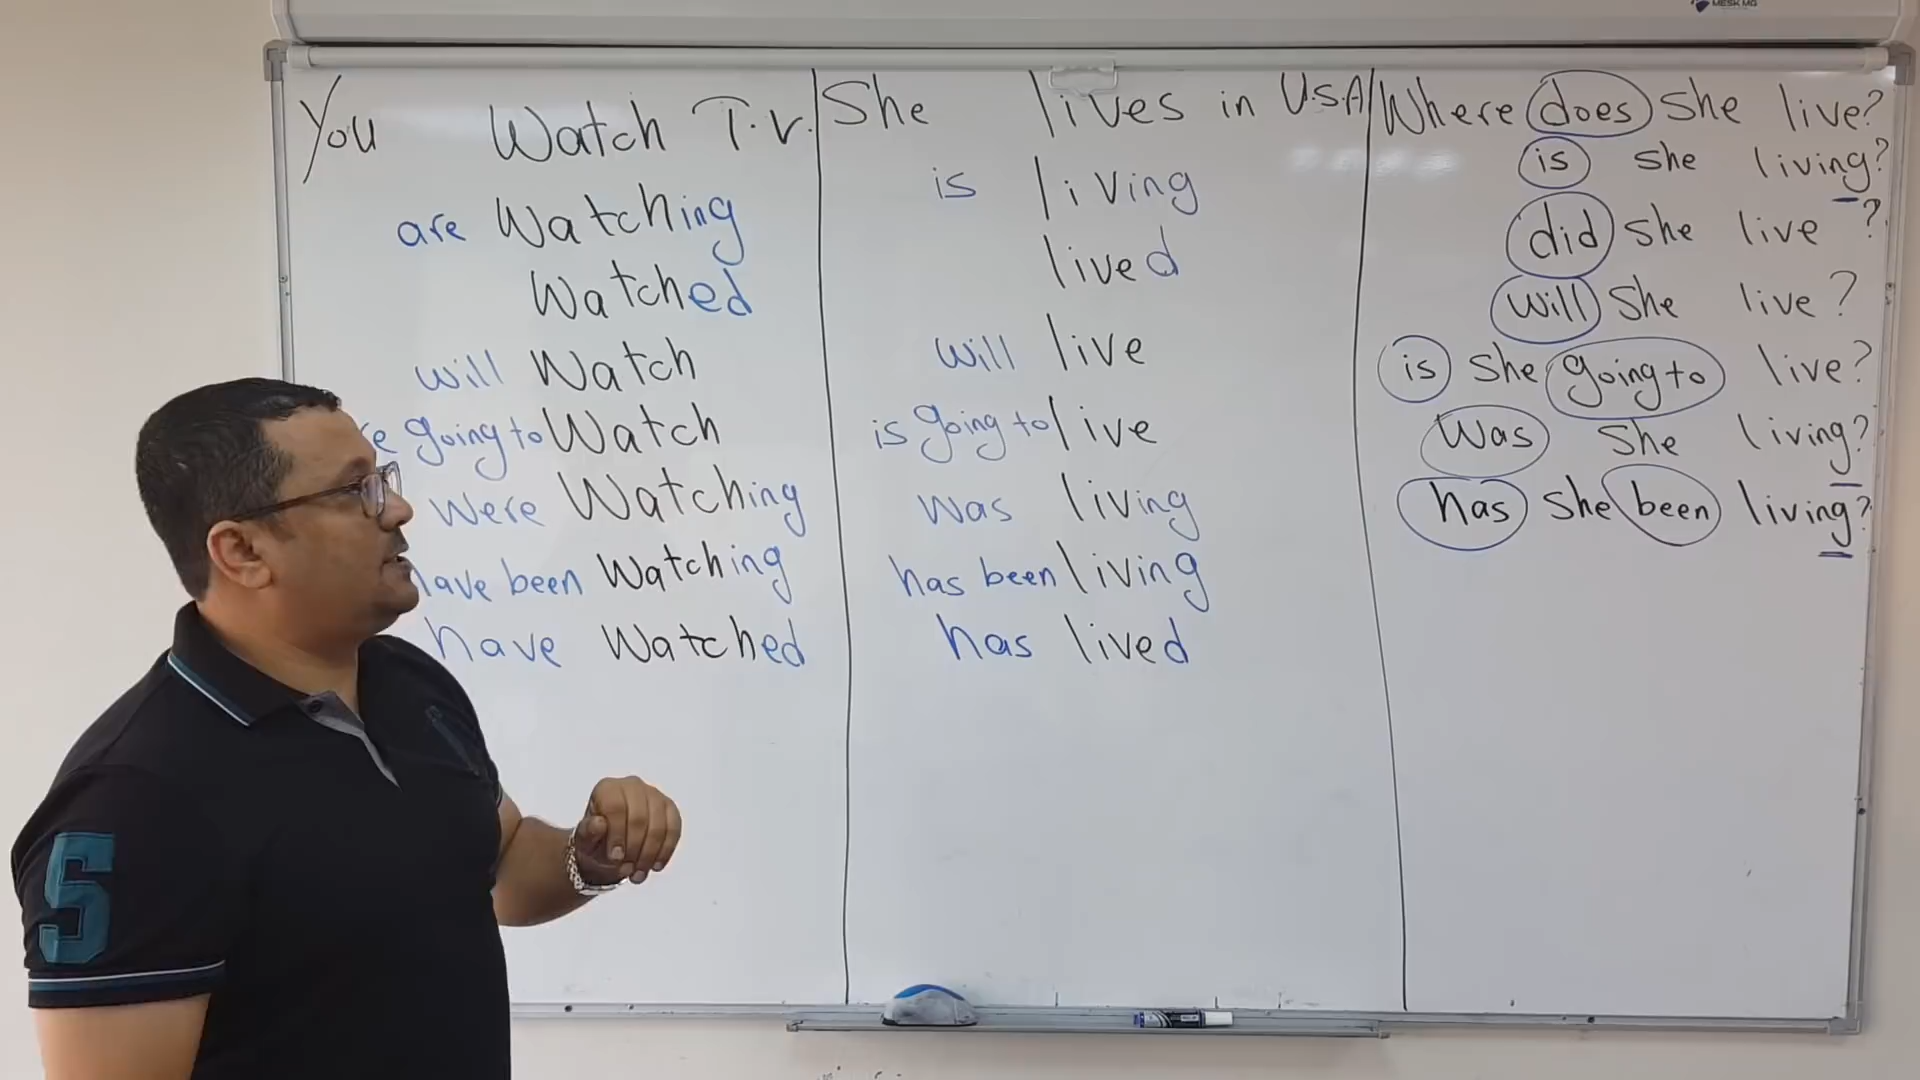 You Watch T.V.
are Watching
Watched
will Watch
going to Watch
were Watching
have been Watching
have Watched
She lives in U.S.A
is living
lived
will live
is going to live
was living
has been living
has lived
Where does she live?
is she living?
did she live?
will she live?
is she going to live?
was she living?
has she been living?
5
MESK MG